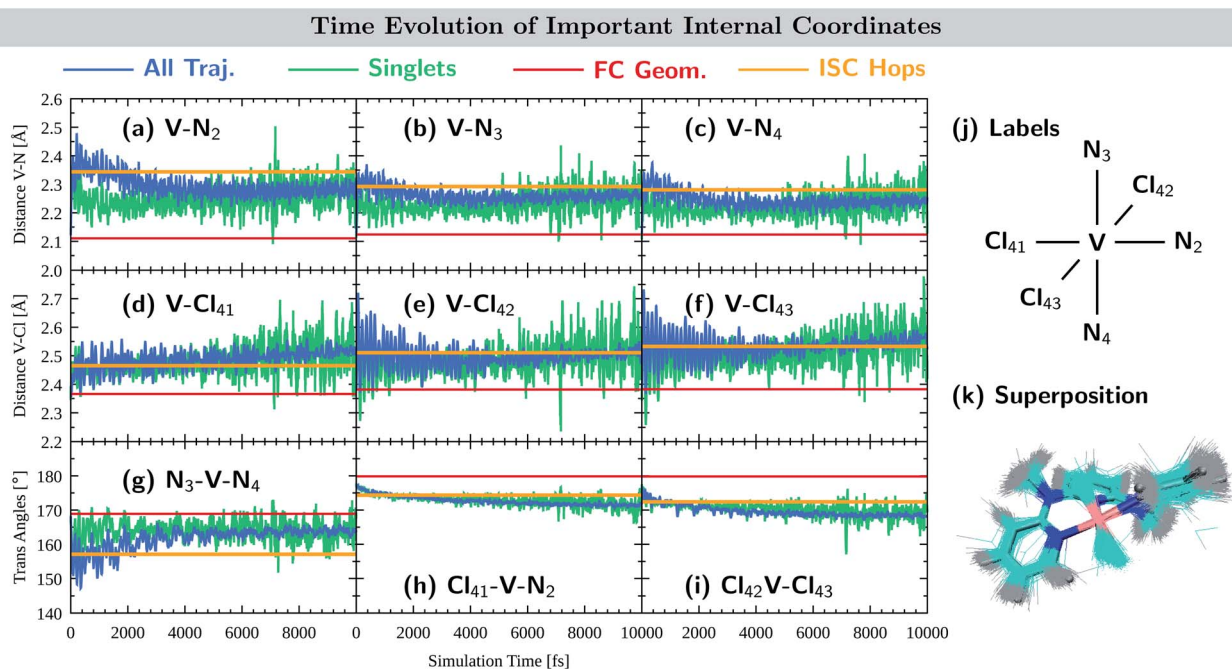 Time Evolution of Important Internal Coordinates
All Traj. Singlets FC Geom. ISC Hops
Distance V-N [Å]
2.6
2.5
2.4
2.3
2.2
2.1
2.0
(a) V-N₂
(b) V-N₃
(c) V-N₄
Distance V-Cl [Å]
2.6
2.5
2.4
2.3
2.2
(d) V-Cl₄₁
(e) V-Cl₄₂
(f) V-Cl₄₃
Trans Angles [°]
180
170
160
150
140
(g) N₃-V-N₄
(h) Cl₄₁-V-N₂
(i) Cl₄₂V-Cl₄₃
0 2000 4000 6000 8000 0 2000 4000 6000 8000 10000 2000 4000 6000 8000 10000
Simulation Time [fs]
(j) Labels
N₃
Cl₄₂
Cl₄₁ V N₂
Cl₄₃
N₄
(k) Superposition